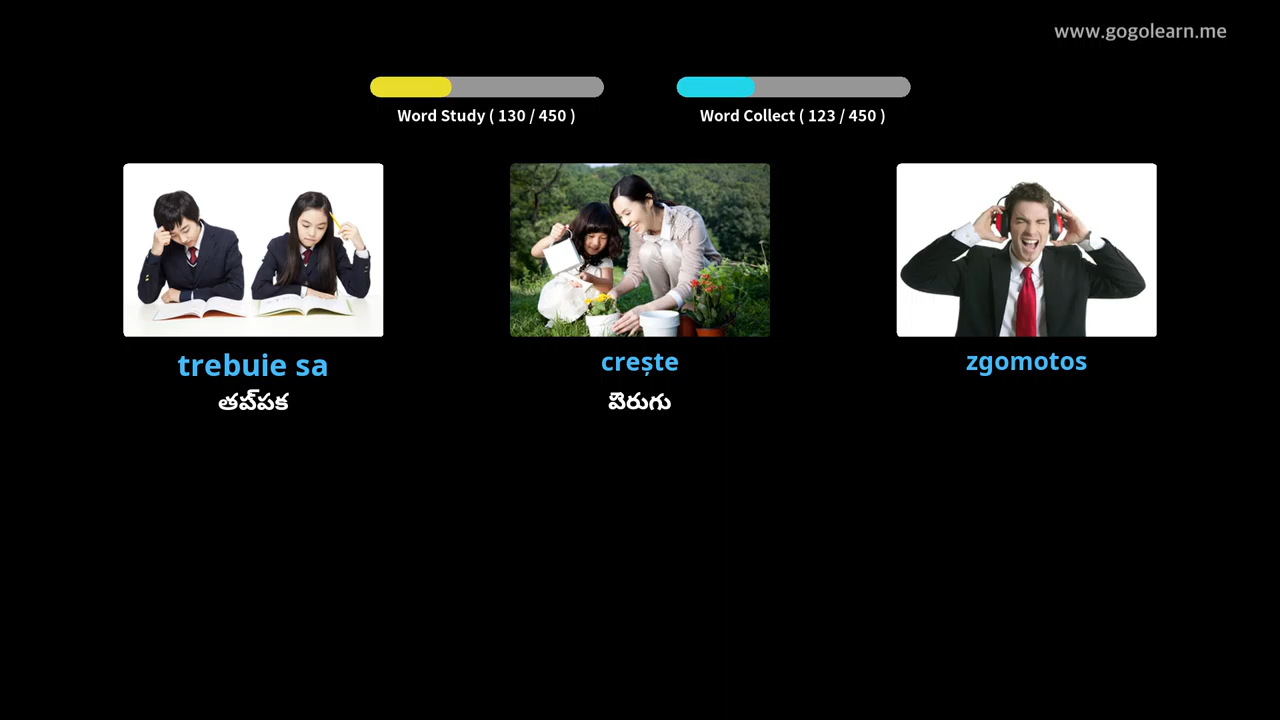 www.gogolearn.me
Word Study ( 130 / 450 )
Word Collect ( 123 / 450 )
trebuie sa
తప్పక
crește
పెరుగు
zgomotos